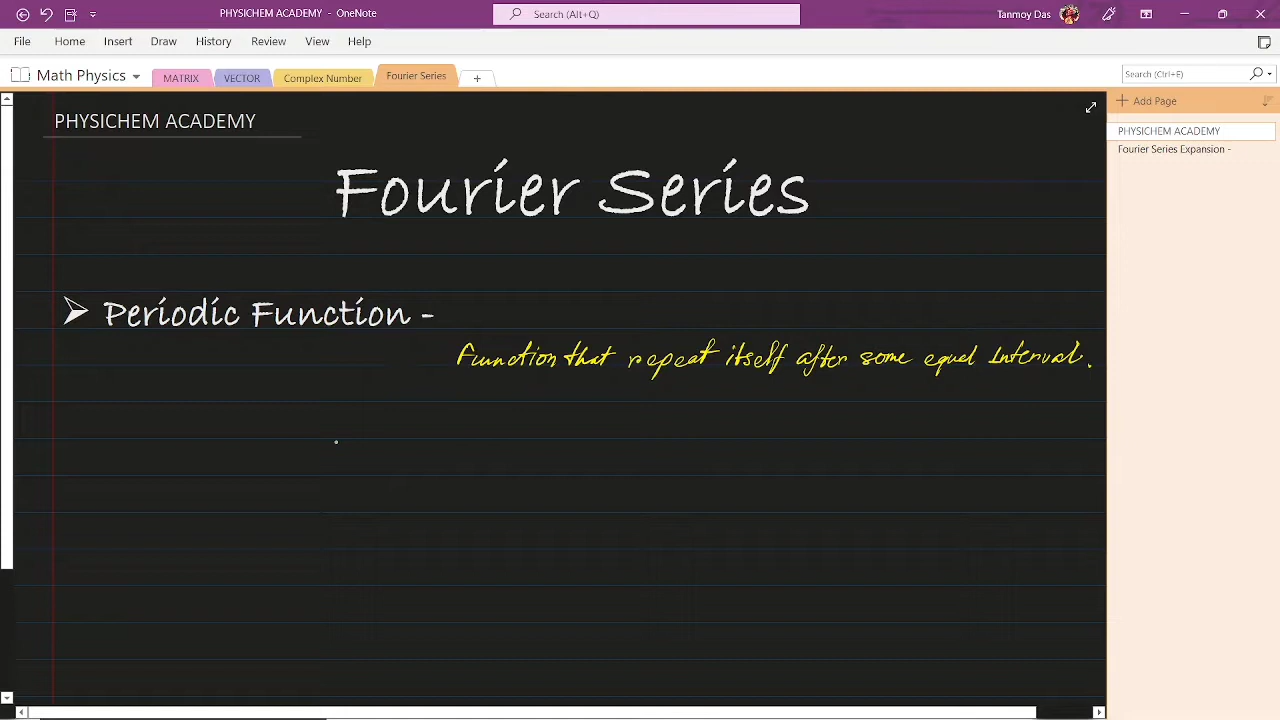 PHYSICHEM ACADEMY - OneNote
Search (Alt+Q)
Tanmoy Das
File Home Insert Draw History Review View Help
Math Physics MATRIX VECTOR Complex Number Fourier Series
Search (Ctrl+E)
PHYSICHEM ACADEMY
Add Page
PHYSICHEM ACADEMY
Fourier Series Expansion -
Fourier Series
Periodic Function -
Function that repeat itself after some equal Interval.